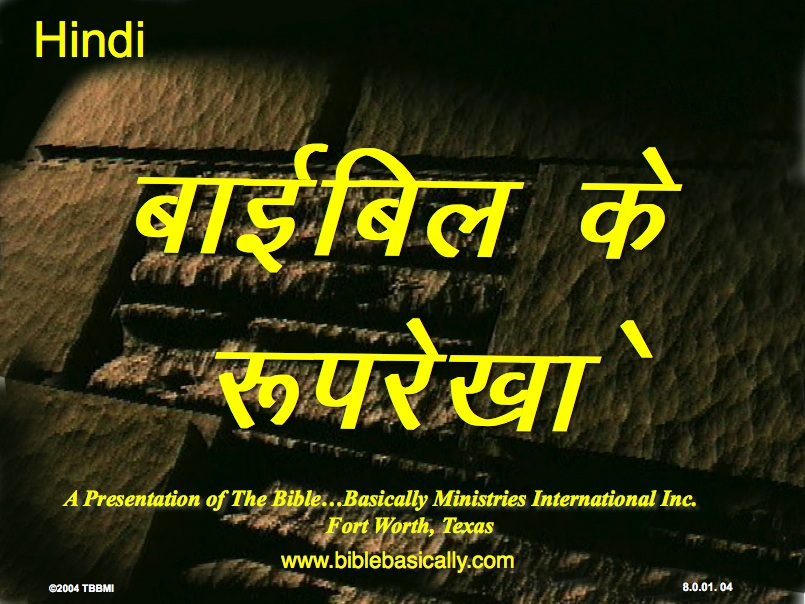 Hindi
बाईबिल के
रूपरेखा े
A Presentation of The Bible…Basically Ministries International Inc.
Fort Worth, Texas
www.biblebasically.com
©2004 TBBMI
8.0.01. 04